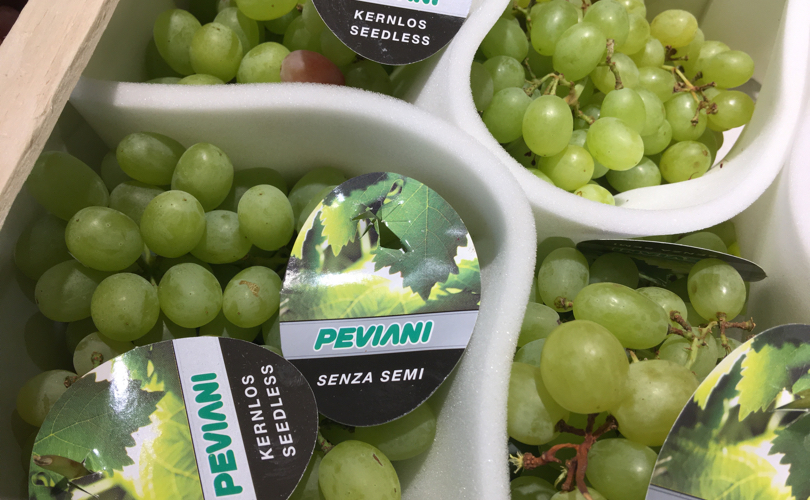 KERNLOS
SEEDLESS
PEVIANI
SENZA SEMI
PEVIANI
KERNLOS
SEEDLESS